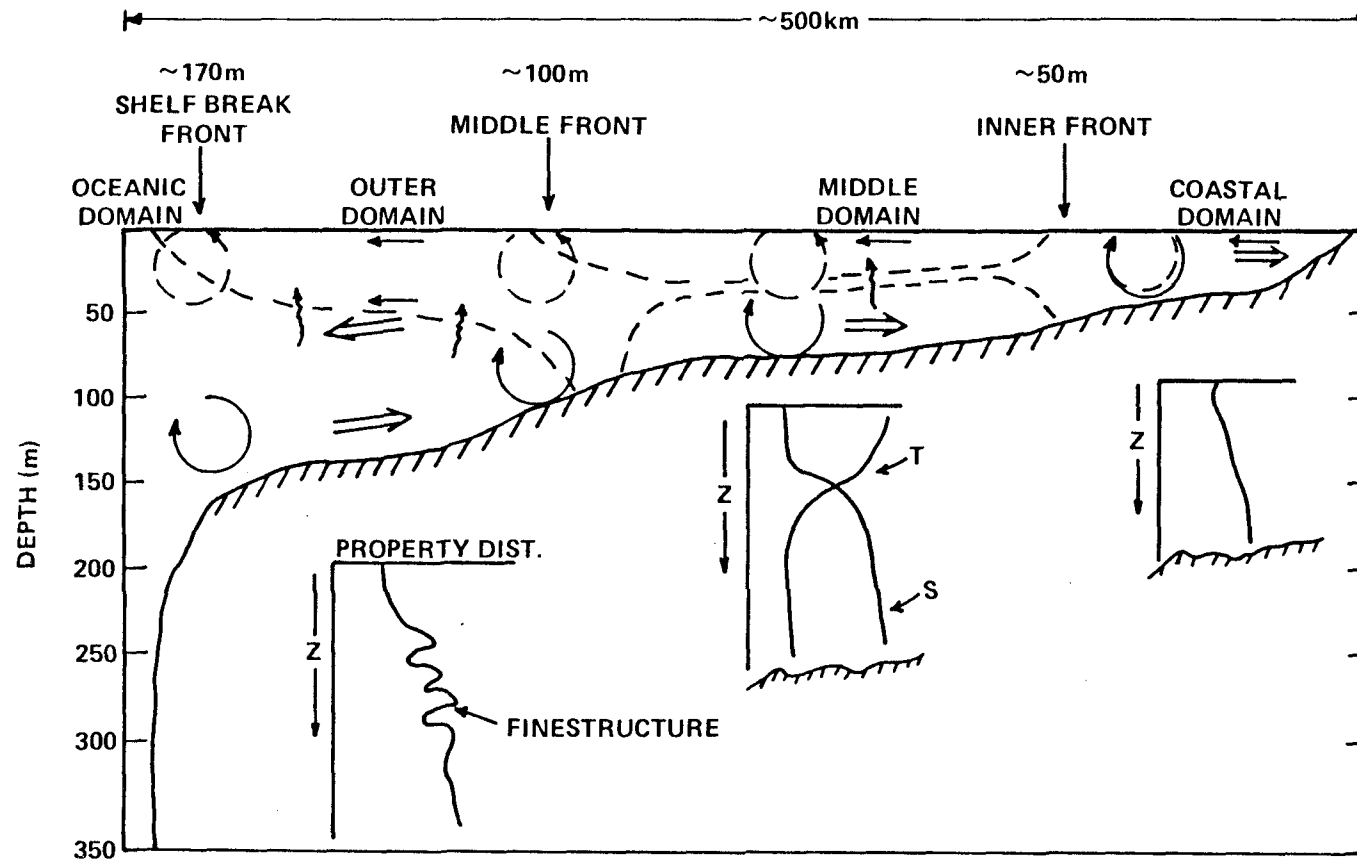 ~500km
~170m
SHELF BREAK
FRONT
~100m
MIDDLE FRONT
~50m
INNER FRONT
OCEANIC
DOMAIN
OUTER
DOMAIN
MIDDLE
DOMAIN
COASTAL
DOMAIN
DEPTH (m)
50
100
150
200
250
300
350
PROPERTY DIST.
Z
FINESTRUCTURE
Z
T
S
Z